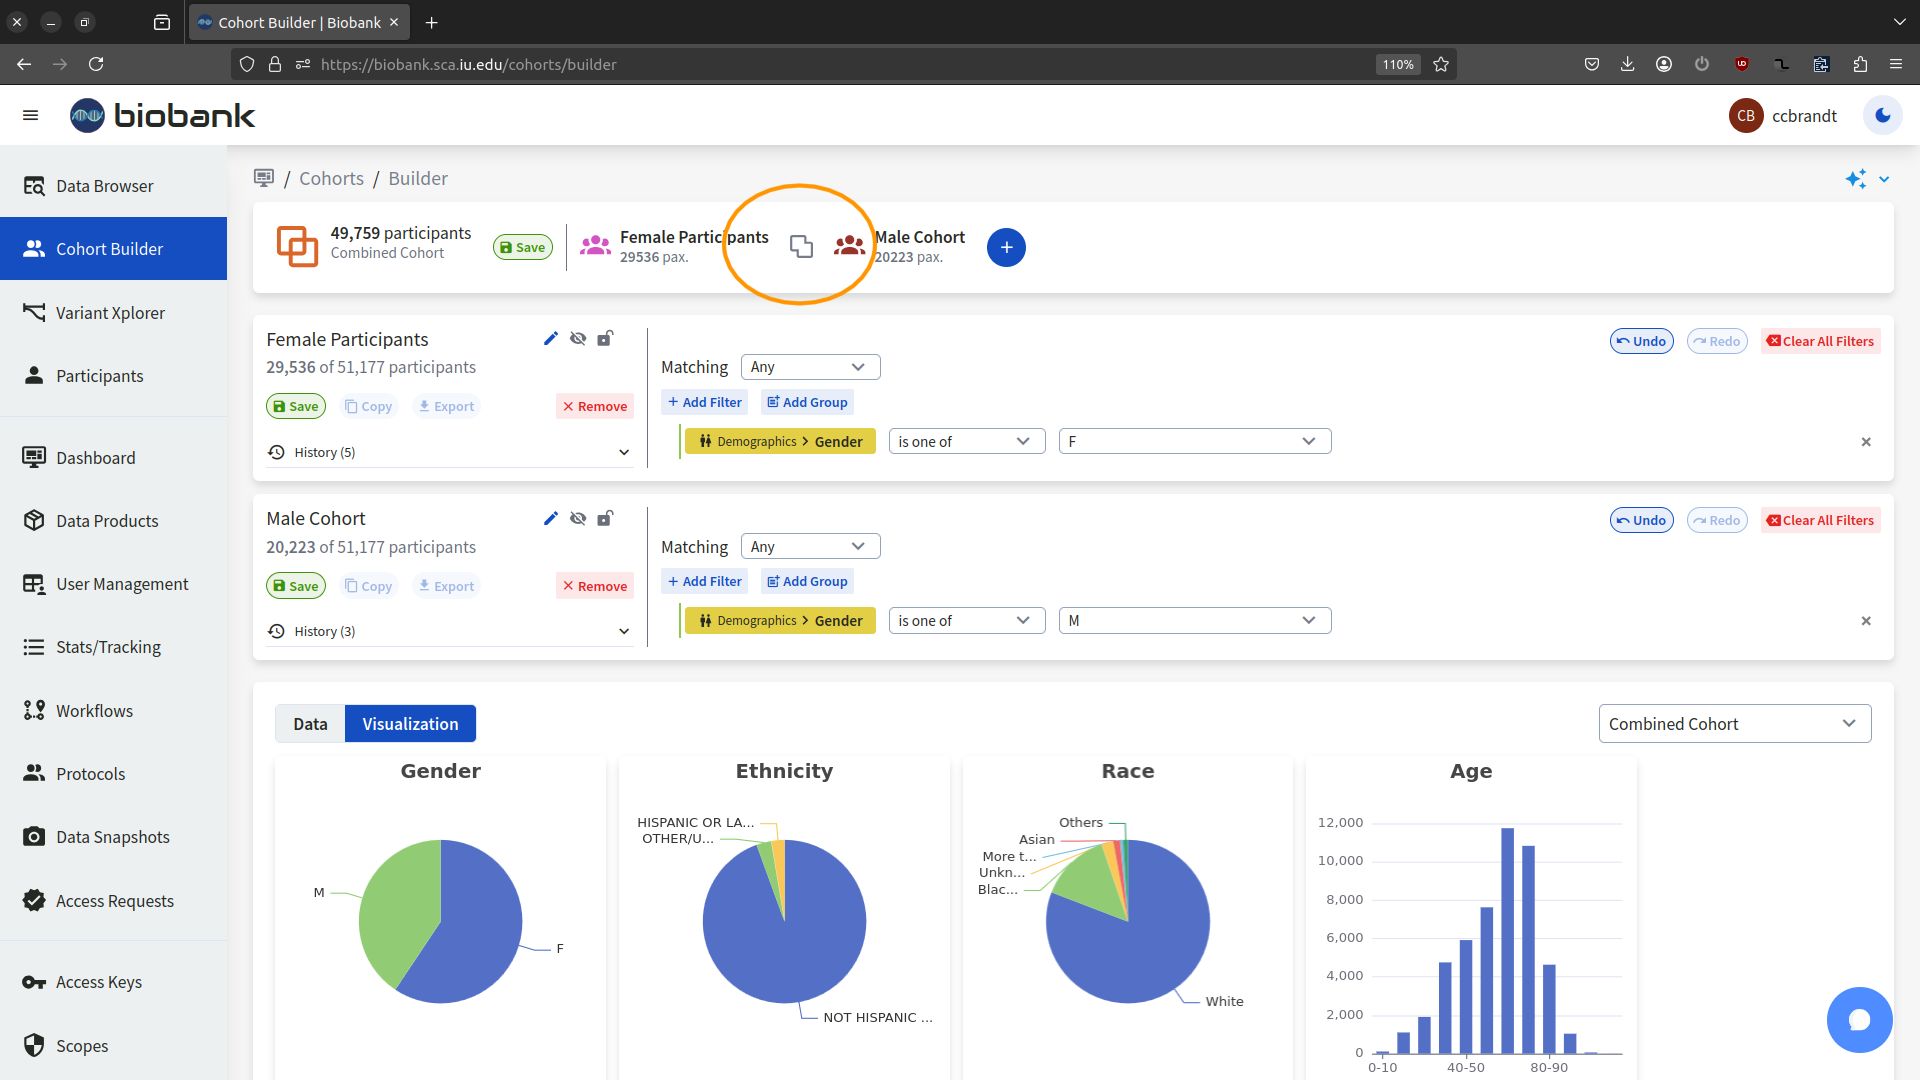 Cohort Builder | Biobank
https://biobank.sca.iu.edu/cohorts/builder
110%
biobank
CB ccbrandt
Data Browser
Cohort Builder
Variant Xplorer
Participants
Dashboard
Data Products
User Management
Stats/Tracking
Workflows
Protocols
Data Snapshots
Access Requests
Access Keys
Scopes
/ Cohorts / Builder
49,759 participants
Combined Cohort
Save
Female Participants
29536 pax.
Male Cohort
20223 pax.
+
Female Participants
29,536 of 51,177 participants
Save Copy Export Remove
History (5)
Matching Any
+ Add Filter Add Group
Demographics > Gender is one of F
Undo Redo Clear All Filters
Male Cohort
20,223 of 51,177 participants
Save Copy Export Remove
History (3)
Matching Any
+ Add Filter Add Group
Demographics > Gender is one of M
Undo Redo Clear All Filters
Data Visualization
Combined Cohort
Gender
M
F
Ethnicity
HISPANIC OR LA...
OTHER/U...
NOT HISPANIC ...
Race
Others
Asian
More t...
Unkn...
Blac...
White
Age
12,000
10,000
8,000
6,000
4,000
2,000
0
0-10 40-50 80-90